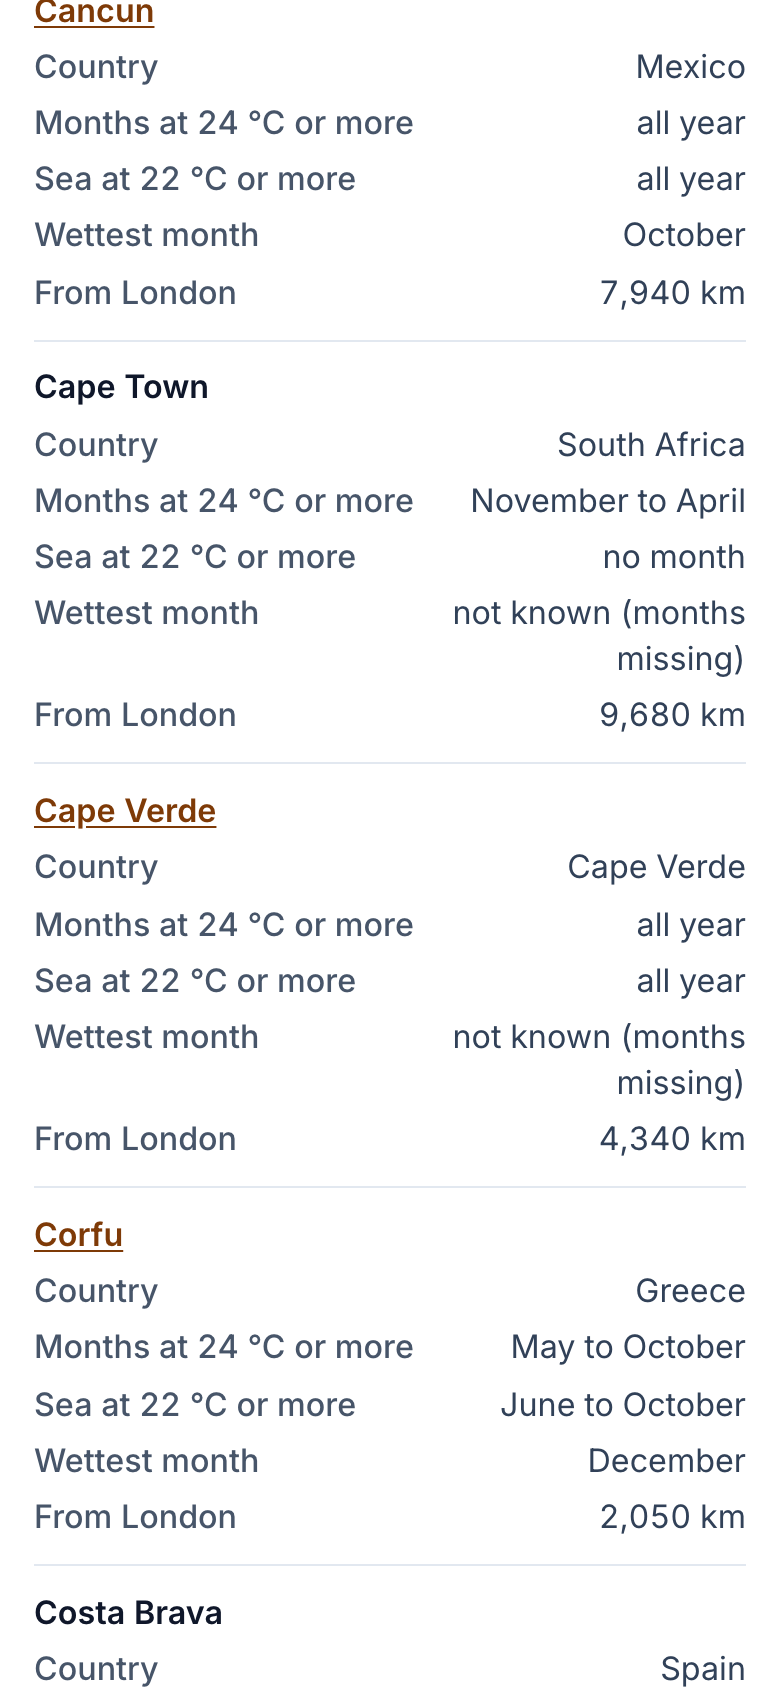 Cancun
Country Mexico
Months at 24 °C or more all year
Sea at 22 °C or more all year
Wettest month October
From London 7,940 km
Cape Town
Country South Africa
Months at 24 °C or more November to April
Sea at 22 °C or more no month
Wettest month not known (months
missing)
From London 9,680 km
Cape Verde
Country Cape Verde
Months at 24 °C or more all year
Sea at 22 °C or more all year
Wettest month not known (months
missing)
From London 4,340 km
Corfu
Country Greece
Months at 24 °C or more May to October
Sea at 22 °C or more June to October
Wettest month December
From London 2,050 km
Costa Brava
Country Spain